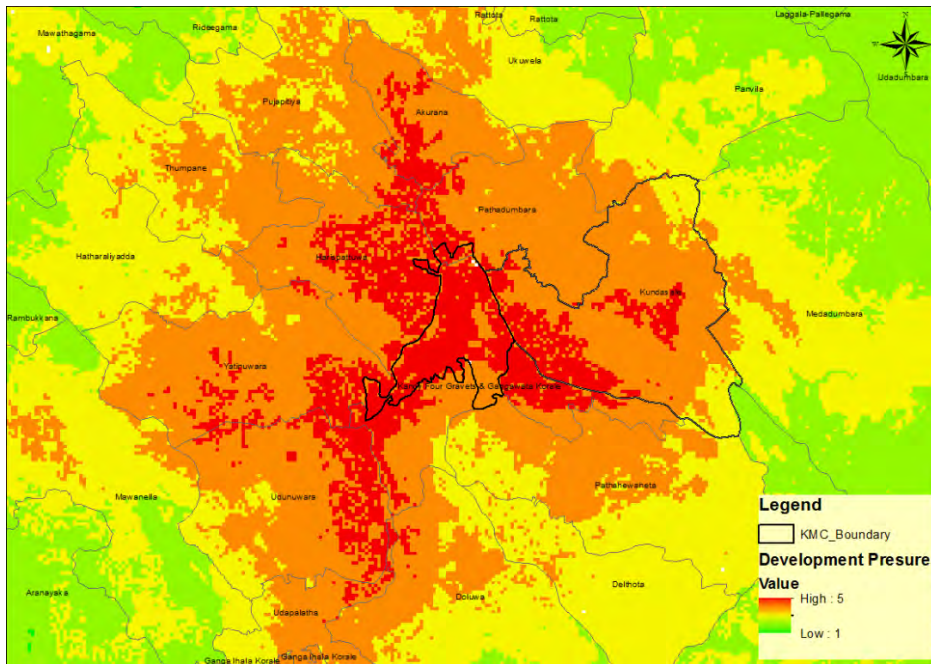 Rideegama
Rattota
Rattota
Laggala-Pallegama
N
Mawathagama
Ukuwela
W
Udadumbara
Panvila
Pujapitiya
Akurana
Thumpane
Pathadumbara
Hatharaliyadda
Harispattuwa
Kundasale
Rambukkana
Medadumbara
Yatinuwara
Four Gravets & Gangawata Korale
Mawanella
Udunuwara
Pathahewaheta
Legend
KMC_Boundary
Development Presure
Value
High : 5
Low : 1
Aranayaka
Delthota
Doluwa
Udapalatha
Ganga Ihala Korale
Ganga Ihala Korale